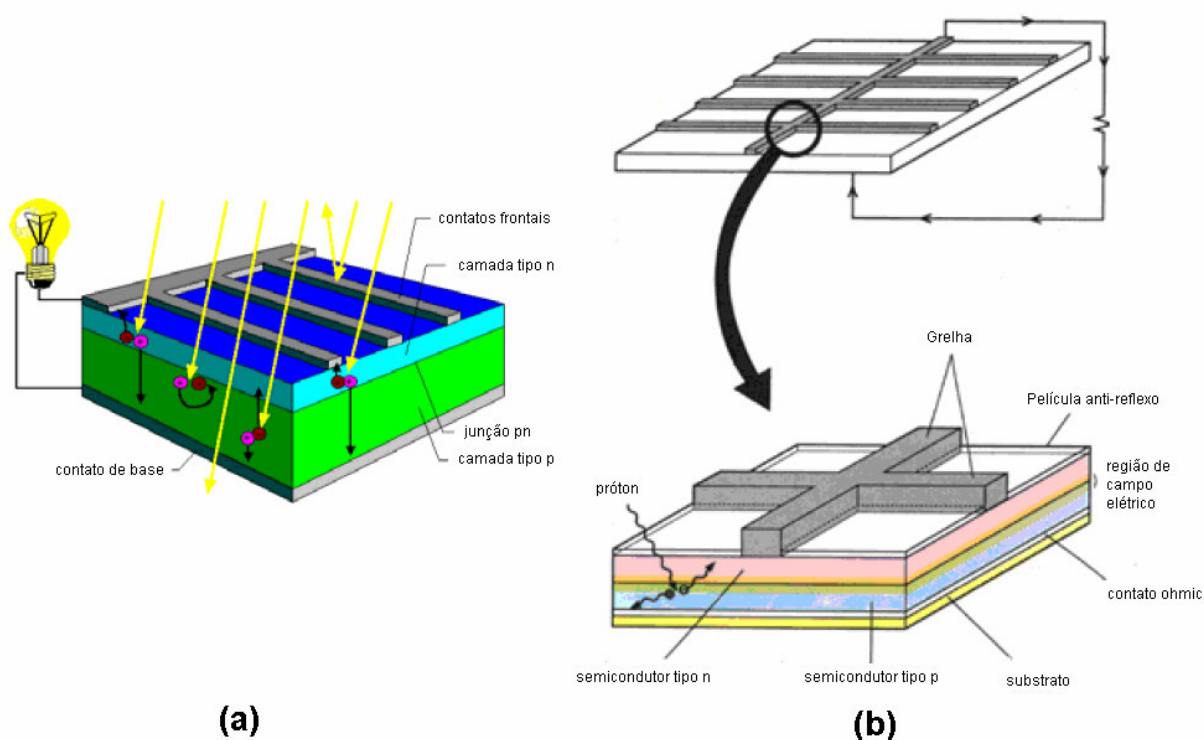 contatos frontais
camada tipo n
junção pn
camada tipo p
contato de base
(a)
Grelha
Película anti-reflexo
região de
campo
elétrico
próton
contato ohmic
semicondutor tipo n
semicondutor tipo p
substrato
(b)